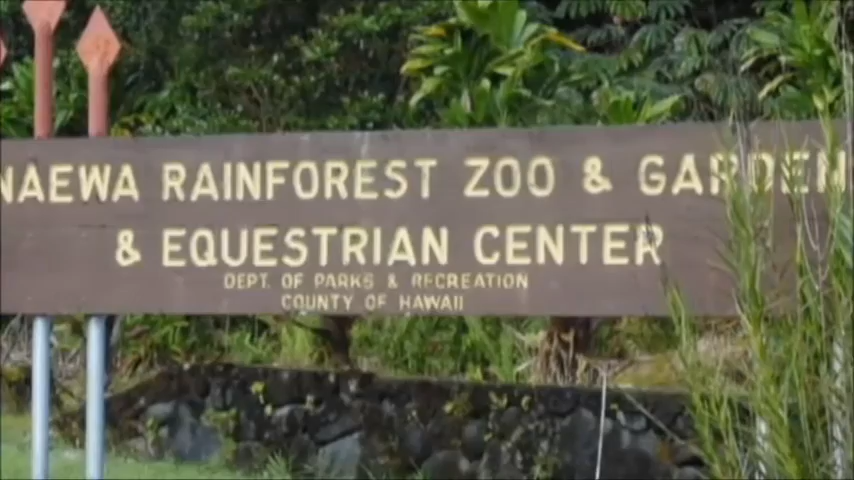 NAEWA RAINFOREST ZOO & GARDEN
& EQUESTRIAN CENTER
DEPT. OF PARKS & RECREATION
COUNTY OF HAWAII